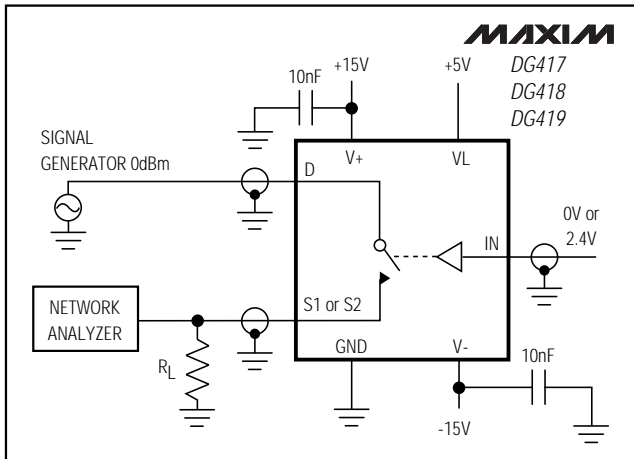 MAXIM
+15V
+5V
DG417
DG418
DG419
10nF
SIGNAL
GENERATOR 0dBm
V+
VL
D
0V or
2.4V
IN
NETWORK
ANALYZER
S1 or S2
RL
GND
V-
10nF
-15V